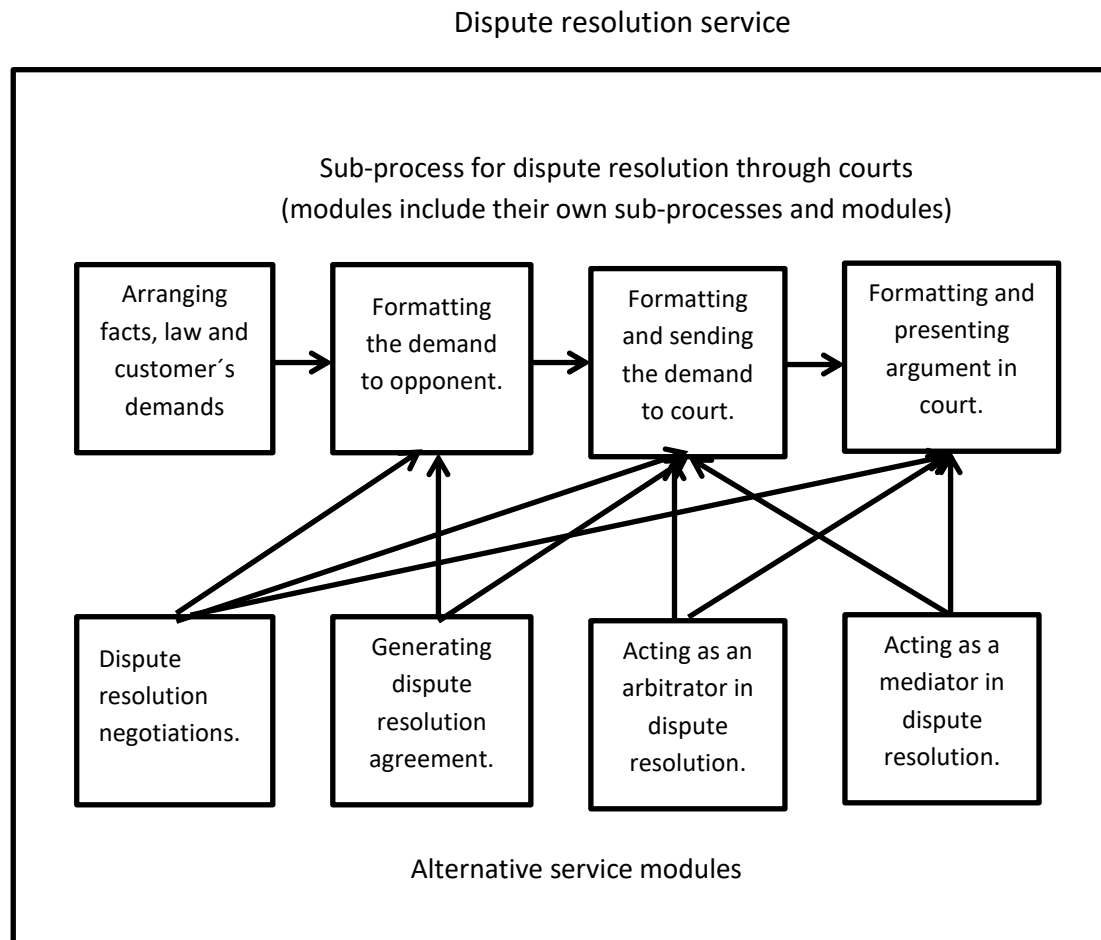 Dispute resolution service
Sub-process for dispute resolution through courts
(modules include their own sub-processes and modules)
Arranging
facts, law and
customer´s
demands
Formatting
the demand
to opponent.
Formatting
and sending
the demand
to court.
Formatting and
presenting
argument in
court.
Dispute
resolution
negotiations.
Generating
dispute
resolution
agreement.
Acting as an
arbitrator in
dispute
resolution.
Acting as a
mediator in
dispute
resolution.
Alternative service modules